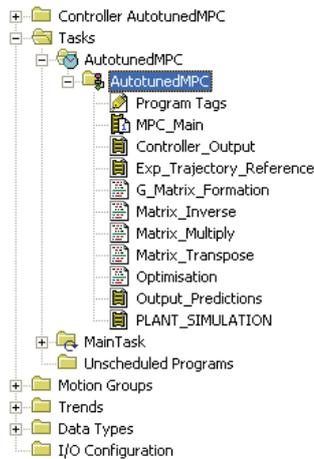 Controller AutotunedMPC
Tasks
AutotunedMPC
AutotunedMPC
Program Tags
MPC_Main
Controller_Output
Exp_Trajectory_Reference
G_Matrix_Formation
Matrix_Inverse
Matrix_Multiply
Matrix_Transpose
Optimisation
Output_Predictions
PLANT_SIMULATION
MainTask
Unscheduled Programs
Motion Groups
Trends
Data Types
I/O Configuration